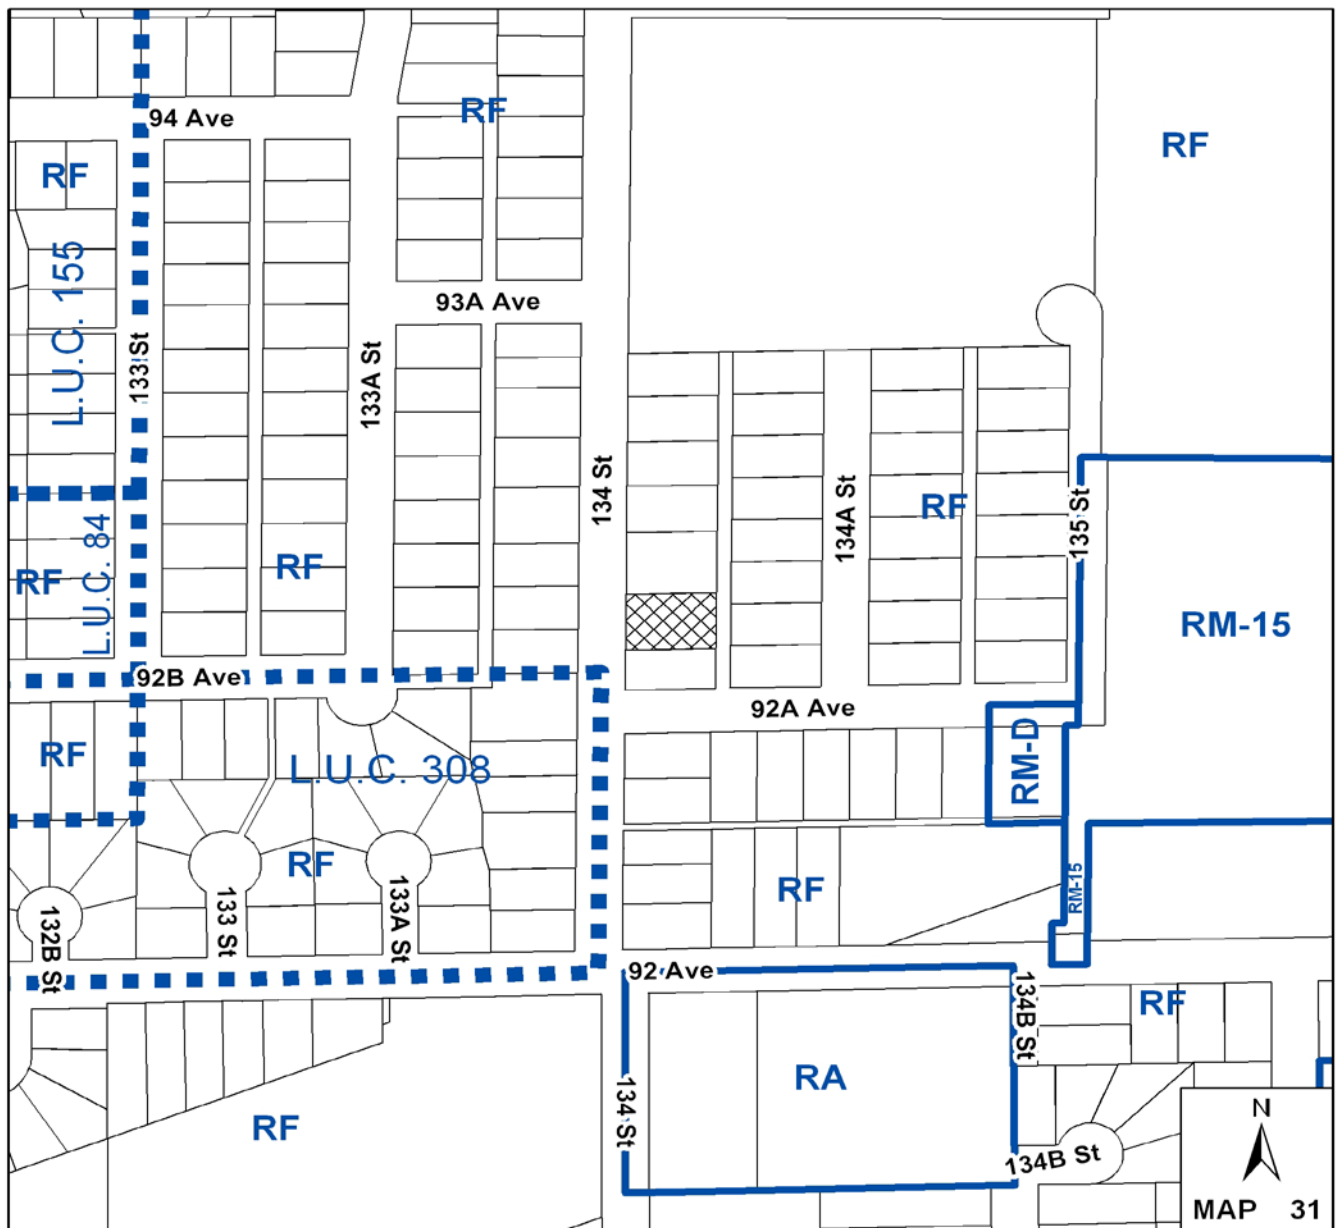 94 Ave
RF
RF
RF
L.U.C. 155
133 St
93A Ave
133A St
134 St
134A St
RF
135 St
L.U.C. 84
RF
RF
RM-15
92B Ave
92A Ave
RF
L.U.C. 308
RM-D
RF
RF
RM-15
132B St
133 St
133A St
92 Ave
134B St
RF
RA
134 St
RF
134B St
N
MAP 31